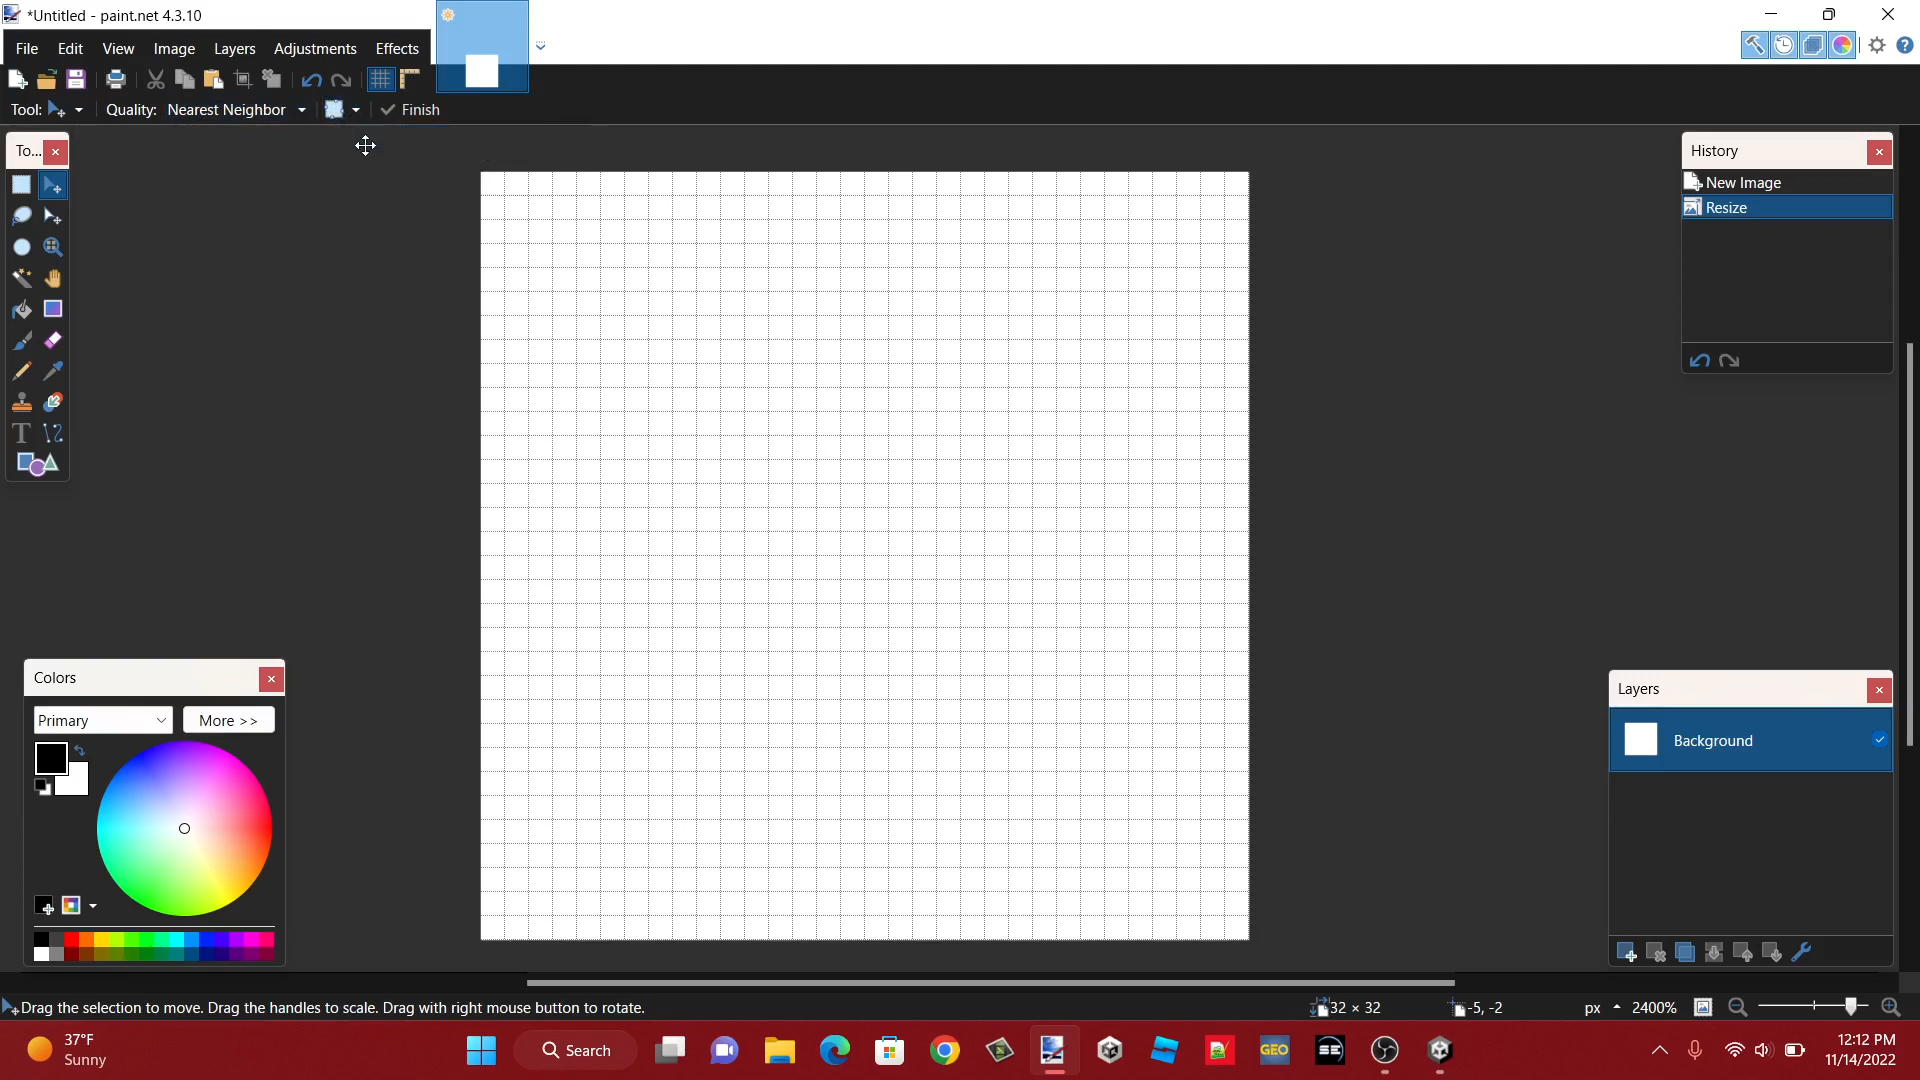 *Untitled - paint.net 4.3.10
File Edit View Image Layers Adjustments Effects
Tool: Quality: Nearest Neighbor Finish
To...
History
New Image
Resize
Colors
Primary More >>
Layers
Background
Drag the selection to move. Drag the handles to scale. Drag with right mouse button to rotate. 32 × 32 -5, -2 px 2400%
37°F
Sunny
Search
GEO
SE
12:12 PM
11/14/2022